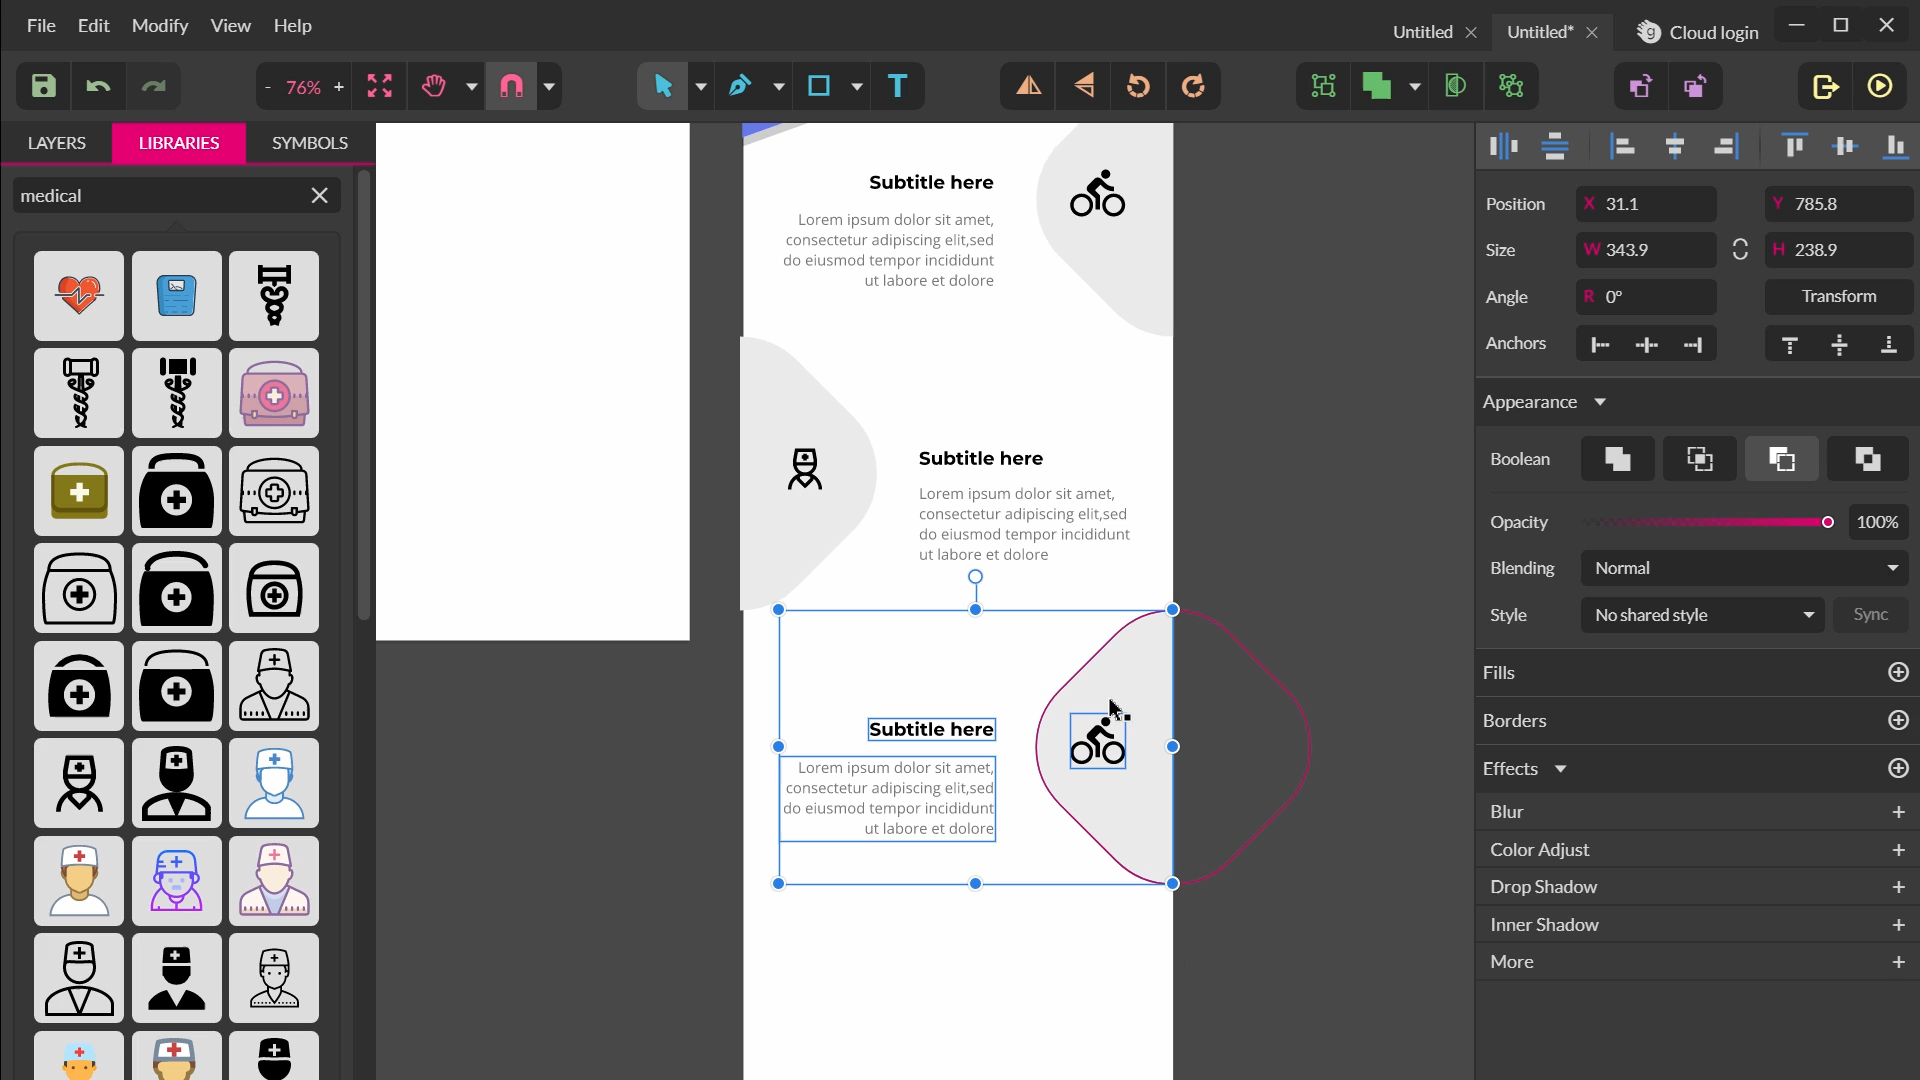 File Edit Modify View Help
Untitled Untitled* Cloud login
- 76% +
T
LAYERS LIBRARIES SYMBOLS
medical
Subtitle here
Lorem ipsum dolor sit amet,
consectetur adipiscing elit,sed
do eiusmod tempor incididunt
ut labore et dolore
Subtitle here
Lorem ipsum dolor sit amet,
consectetur adipiscing elit,sed
do eiusmod tempor incididunt
ut labore et dolore
Subtitle here
Lorem ipsum dolor sit amet,
consectetur adipiscing elit,sed
do eiusmod tempor incididunt
ut labore et dolore
Position X 31.1 Y 785.8
Size W 343.9 H 238.9
Angle R 0° Transform
Anchors
Appearance
Boolean
Opacity 100%
Blending Normal
Style No shared style Sync
Fills
Borders
Effects
Blur +
Color Adjust +
Drop Shadow +
Inner Shadow +
More +